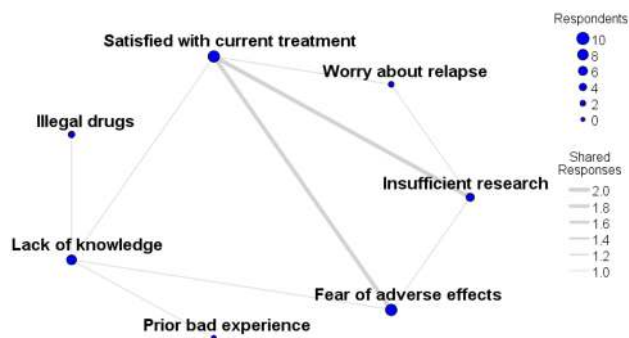 Satisfied with current treatment
Worry about relapse
Illegal drugs
Insufficient research
Lack of knowledge
Fear of adverse effects
Prior bad experience
Respondents
10
8
6
4
2
0
Shared
Responses
2.0
1.8
1.6
1.4
1.2
1.0